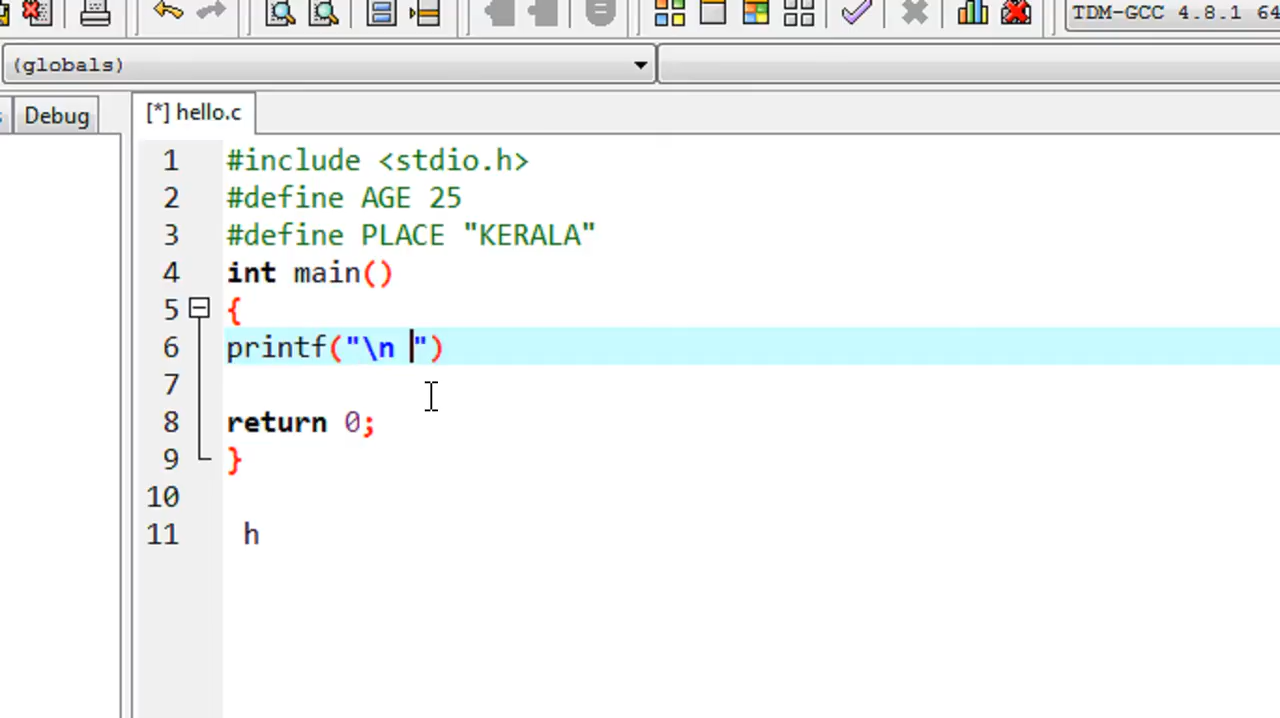 TDM-GCC 4.8.1 64
(globals)
Debug
[*] hello.c
1 #include <stdio.h>
2 #define AGE 25
3 #define PLACE "KERALA"
4 int main()
5 {
6 printf("\n ")
7
8 return 0;
9 }
10
11 h